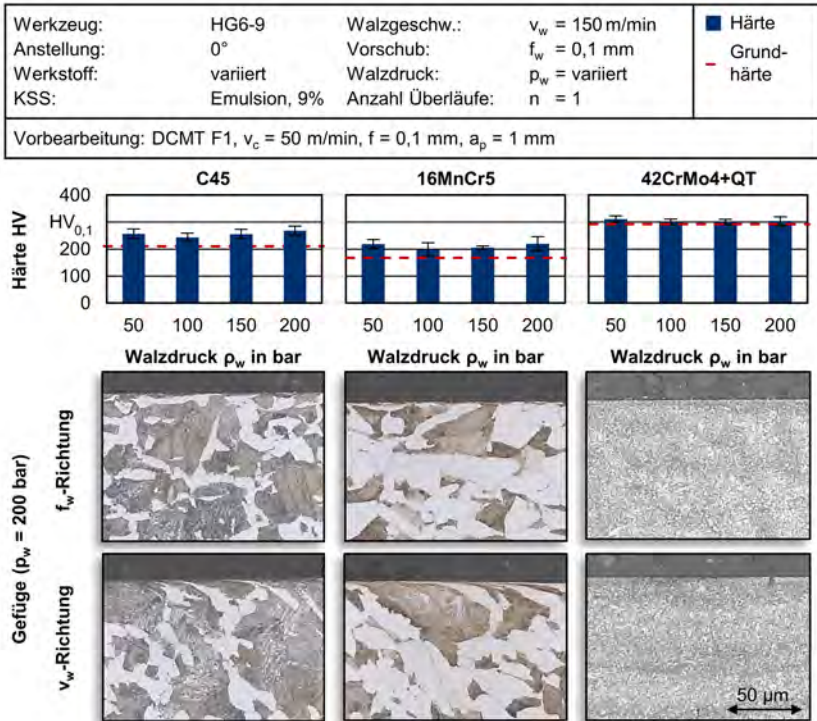 Werkzeug: HG6-9 Walzgeschw.: v_w = 150 m/min
Anstellung: 0° Vorschub: f_w = 0,1 mm
Werkstoff: variiert Walzdruck: p_w = variiert
KSS: Emulsion, 9% Anzahl Überläufe: n = 1
Härte
Grund-
härte
Vorbearbeitung: DCMT F1, v_c = 50 m/min, f = 0,1 mm, a_p = 1 mm
C45 16MnCr5 42CrMo4+QT
Härte HV
400
HV_0,1
200
100
0
50 100 150 200 50 100 150 200 50 100 150 200
Walzdruck ρ_w in bar Walzdruck ρ_w in bar Walzdruck ρ_w in bar
Gefüge (p_w = 200 bar)
f_w-Richtung
v_w-Richtung
50 µm